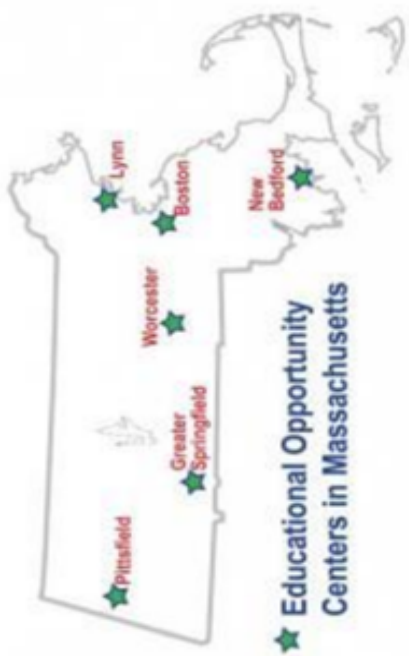 Lynn
Boston
Worcester
New
Bedford
Greater
Springfield
Pittsfield
Educational Opportunity
Centers in Massachusetts